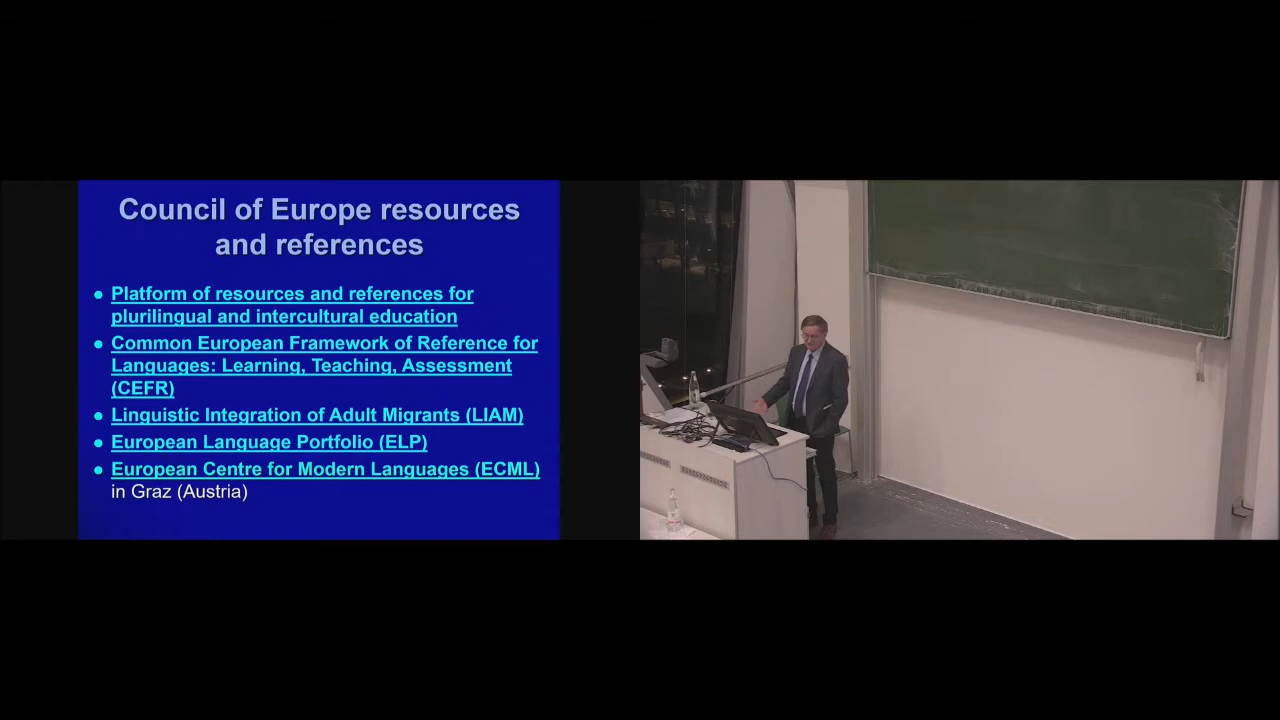 Council of Europe resources
and references
● Platform of resources and references for
plurilingual and intercultural education
● Common European Framework of Reference for
Languages: Learning, Teaching, Assessment
(CEFR)
● Linguistic Integration of Adult Migrants (LIAM)
● European Language Portfolio (ELP)
● European Centre for Modern Languages (ECML)
in Graz (Austria)